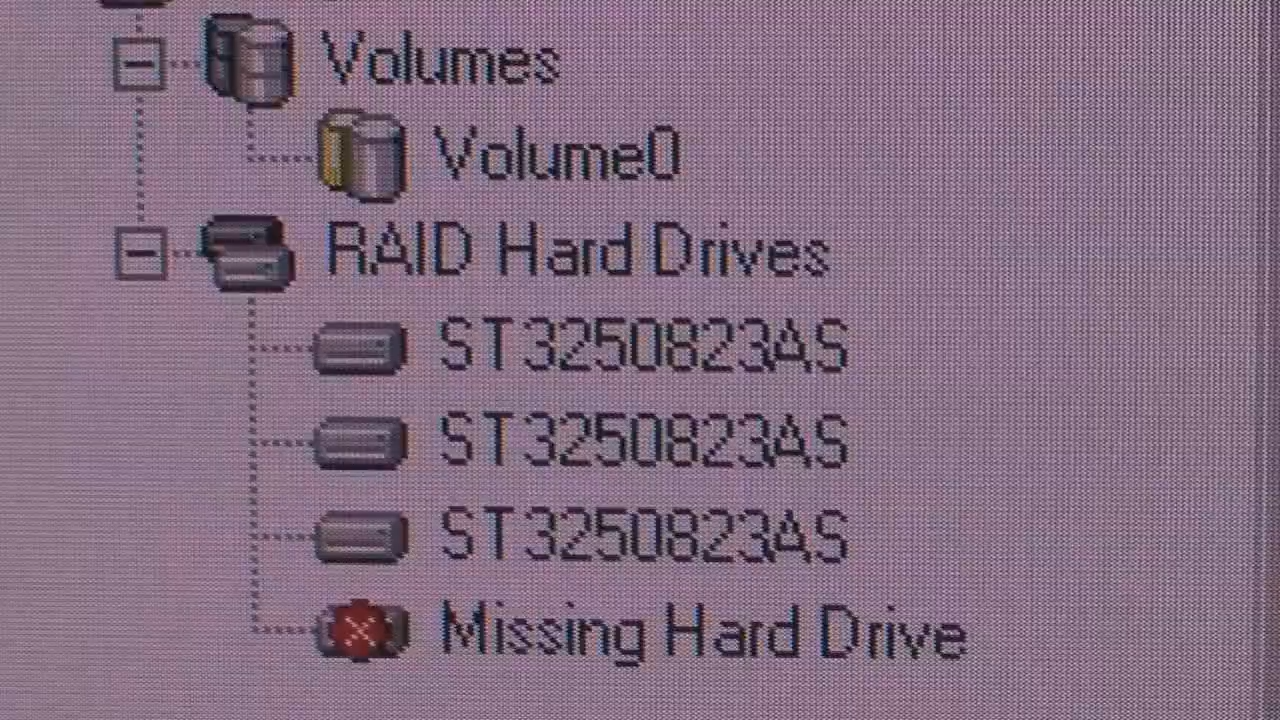 Volumes
Volume0
RAID Hard Drives
ST3250823AS
ST3250823AS
ST3250823AS
Missing Hard Drive